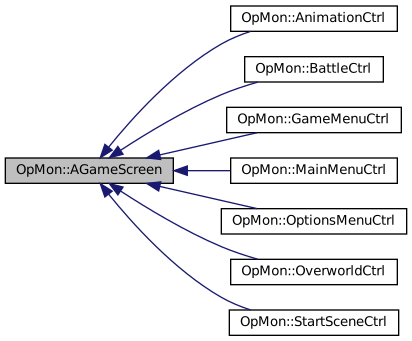 OpMon::AnimationCtrl
OpMon::BattleCtrl
OpMon::GameMenuCtrl
OpMon::AGameScreen
OpMon::MainMenuCtrl
OpMon::OptionsMenuCtrl
OpMon::OverworldCtrl
OpMon::StartSceneCtrl